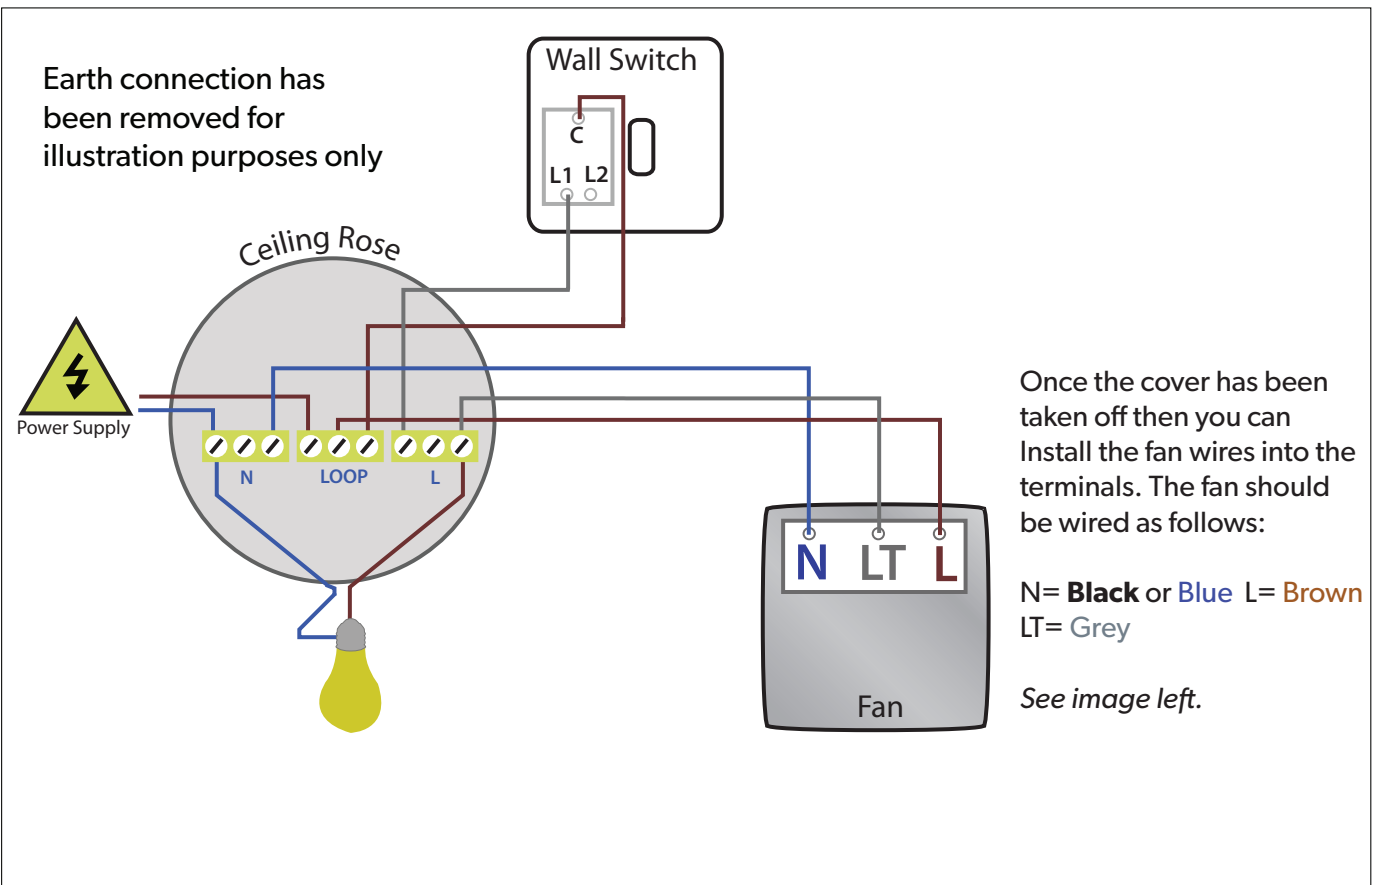 Earth connection has
been removed for
illustration purposes only
Wall Switch
C
L1 L2
Ceiling Rose
Power Supply
N
LOOP
L
N LT L
Fan
Once the cover has been
taken off then you can
Install the fan wires into the
terminals. The fan should
be wired as follows:
N= Black or Blue L= Brown
LT= Grey
See image left.